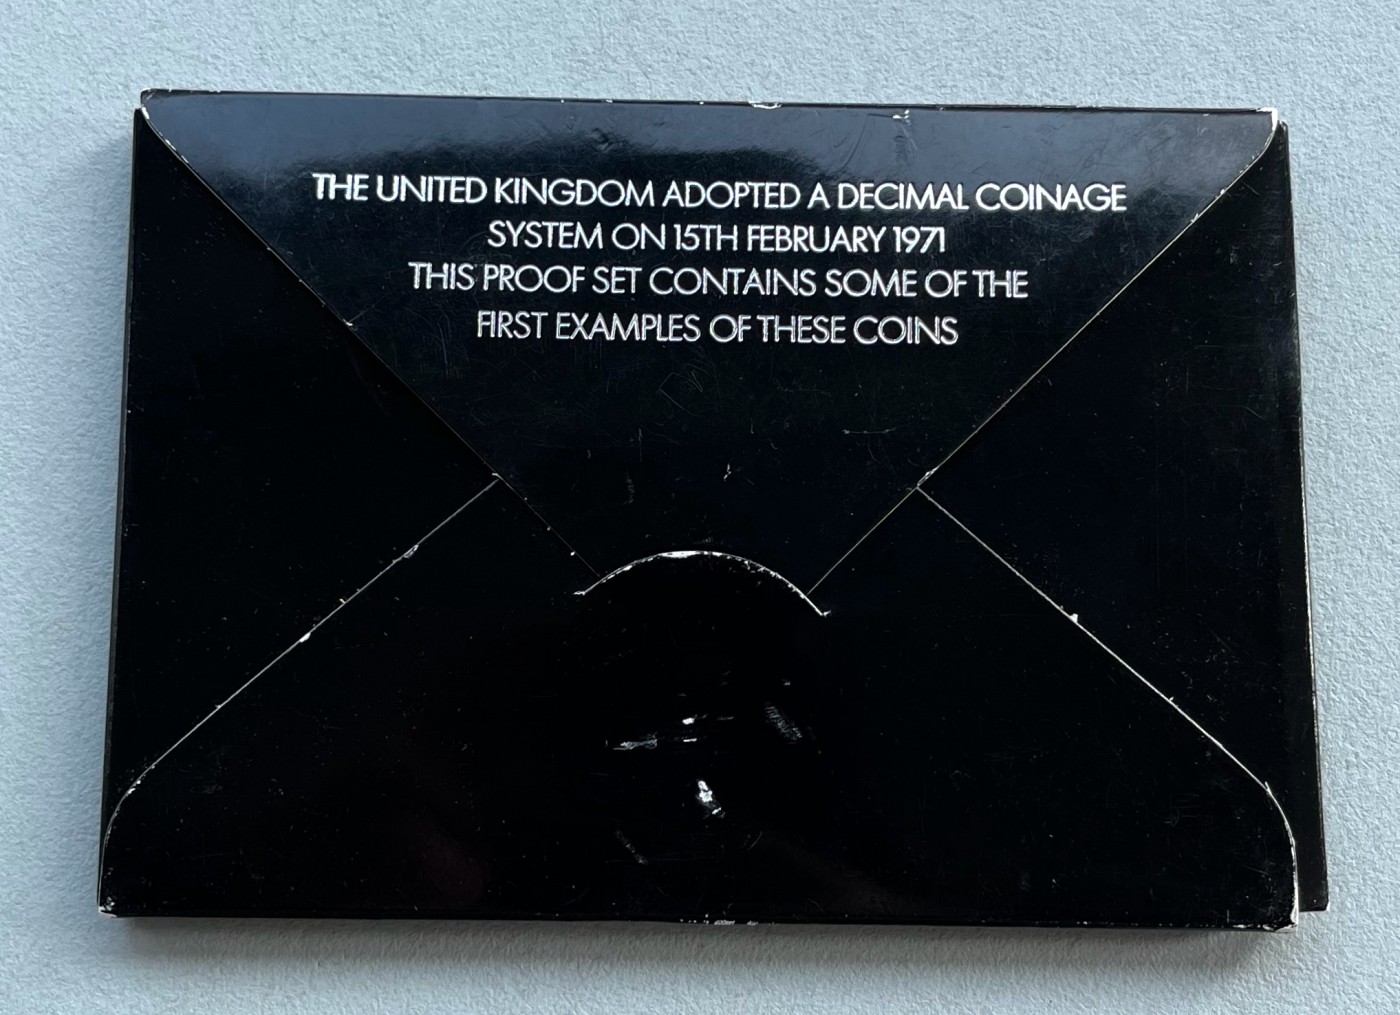 THE UNITED KINGDOM ADOPTED A DECIMAL COINAGE
SYSTEM ON 15TH FEBRUARY 1971
THIS PROOF SET CONTAINS SOME OF THE
FIRST EXAMPLES OF THESE COINS